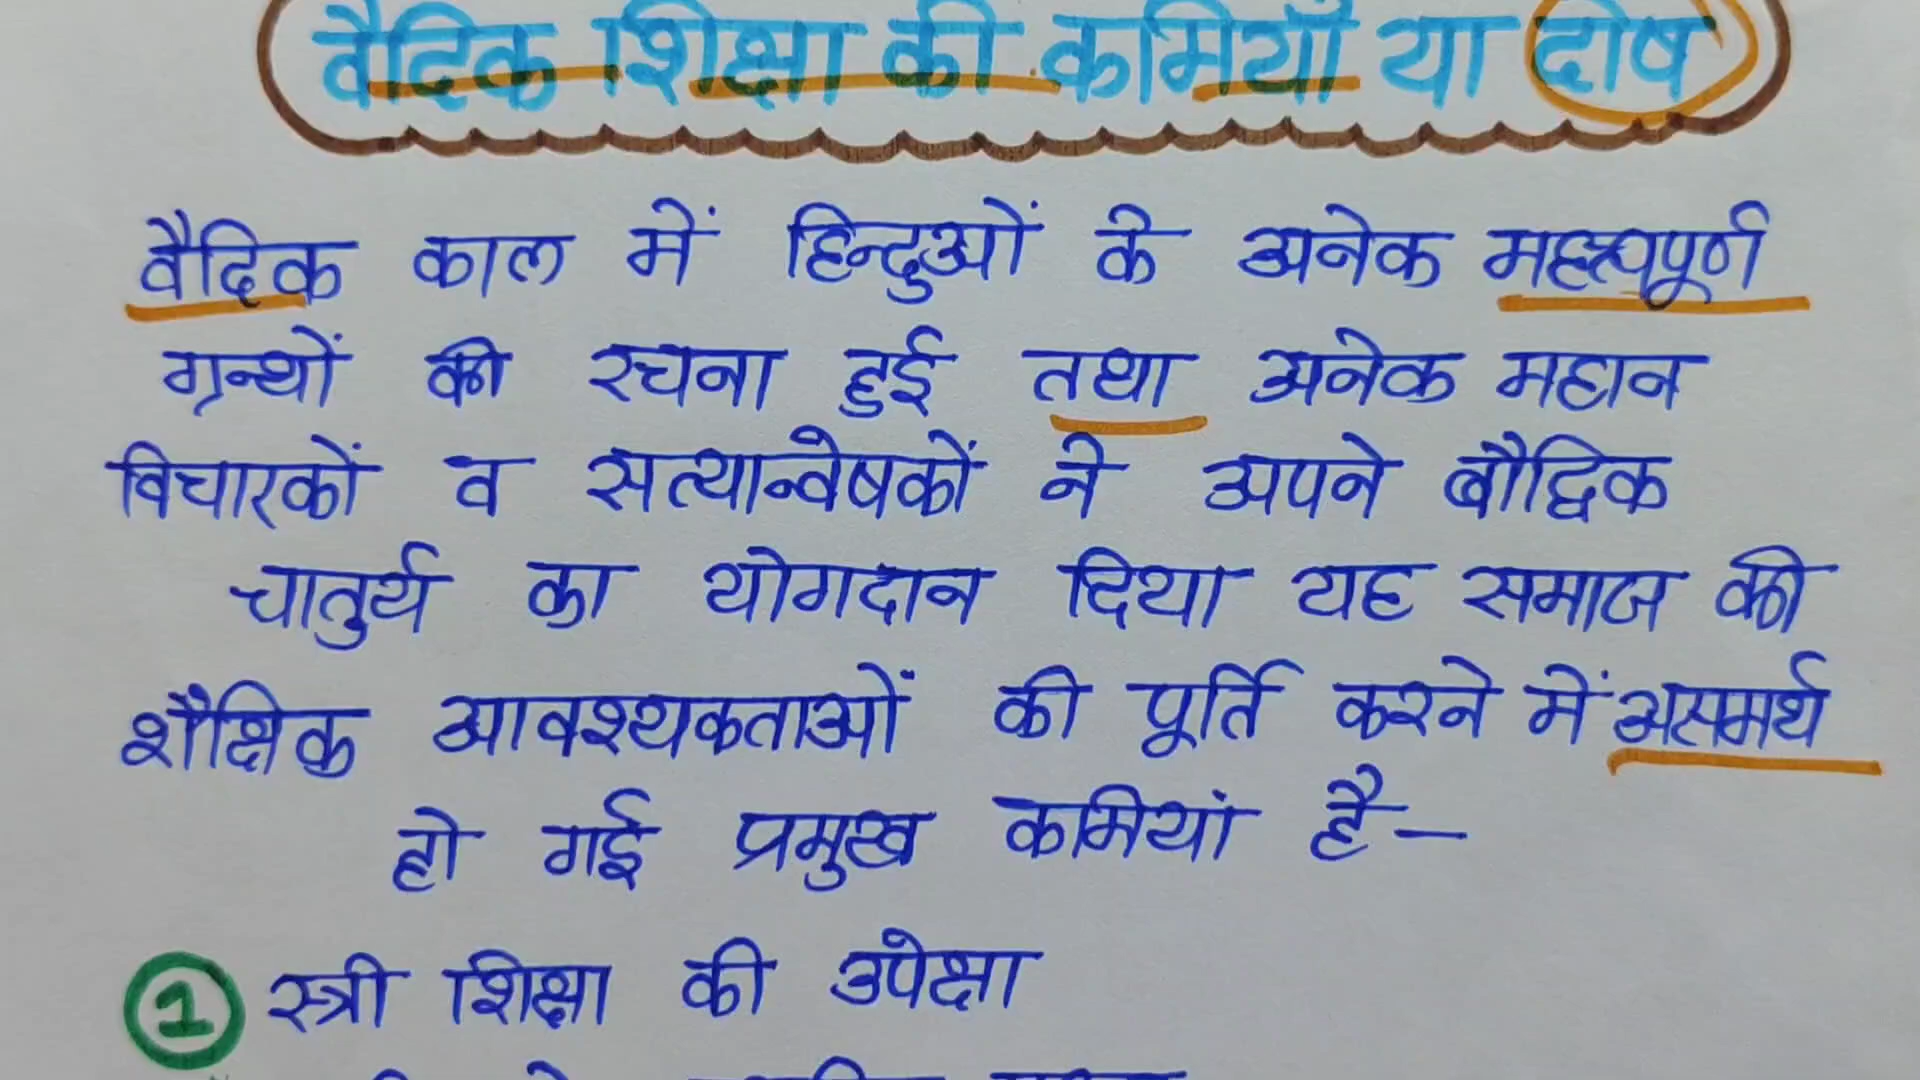 वैदिक शिक्षा की कमियाँ या दोष
वैदिक काल में हिन्दुओं के अनेक महत्वपूर्ण
ग्रन्थों की रचना हुई तथा अनेक महान
विचारकों व सत्यान्वेषकों ने अपने बौद्विक
चातुर्य का योगदान दिया यह समाज की
शैक्षिक आवश्यकताओं की पूर्ति करने में असमर्थ
हो गई प्रमुख कमियां है-
1 स्त्री शिक्षा की उपेक्षा